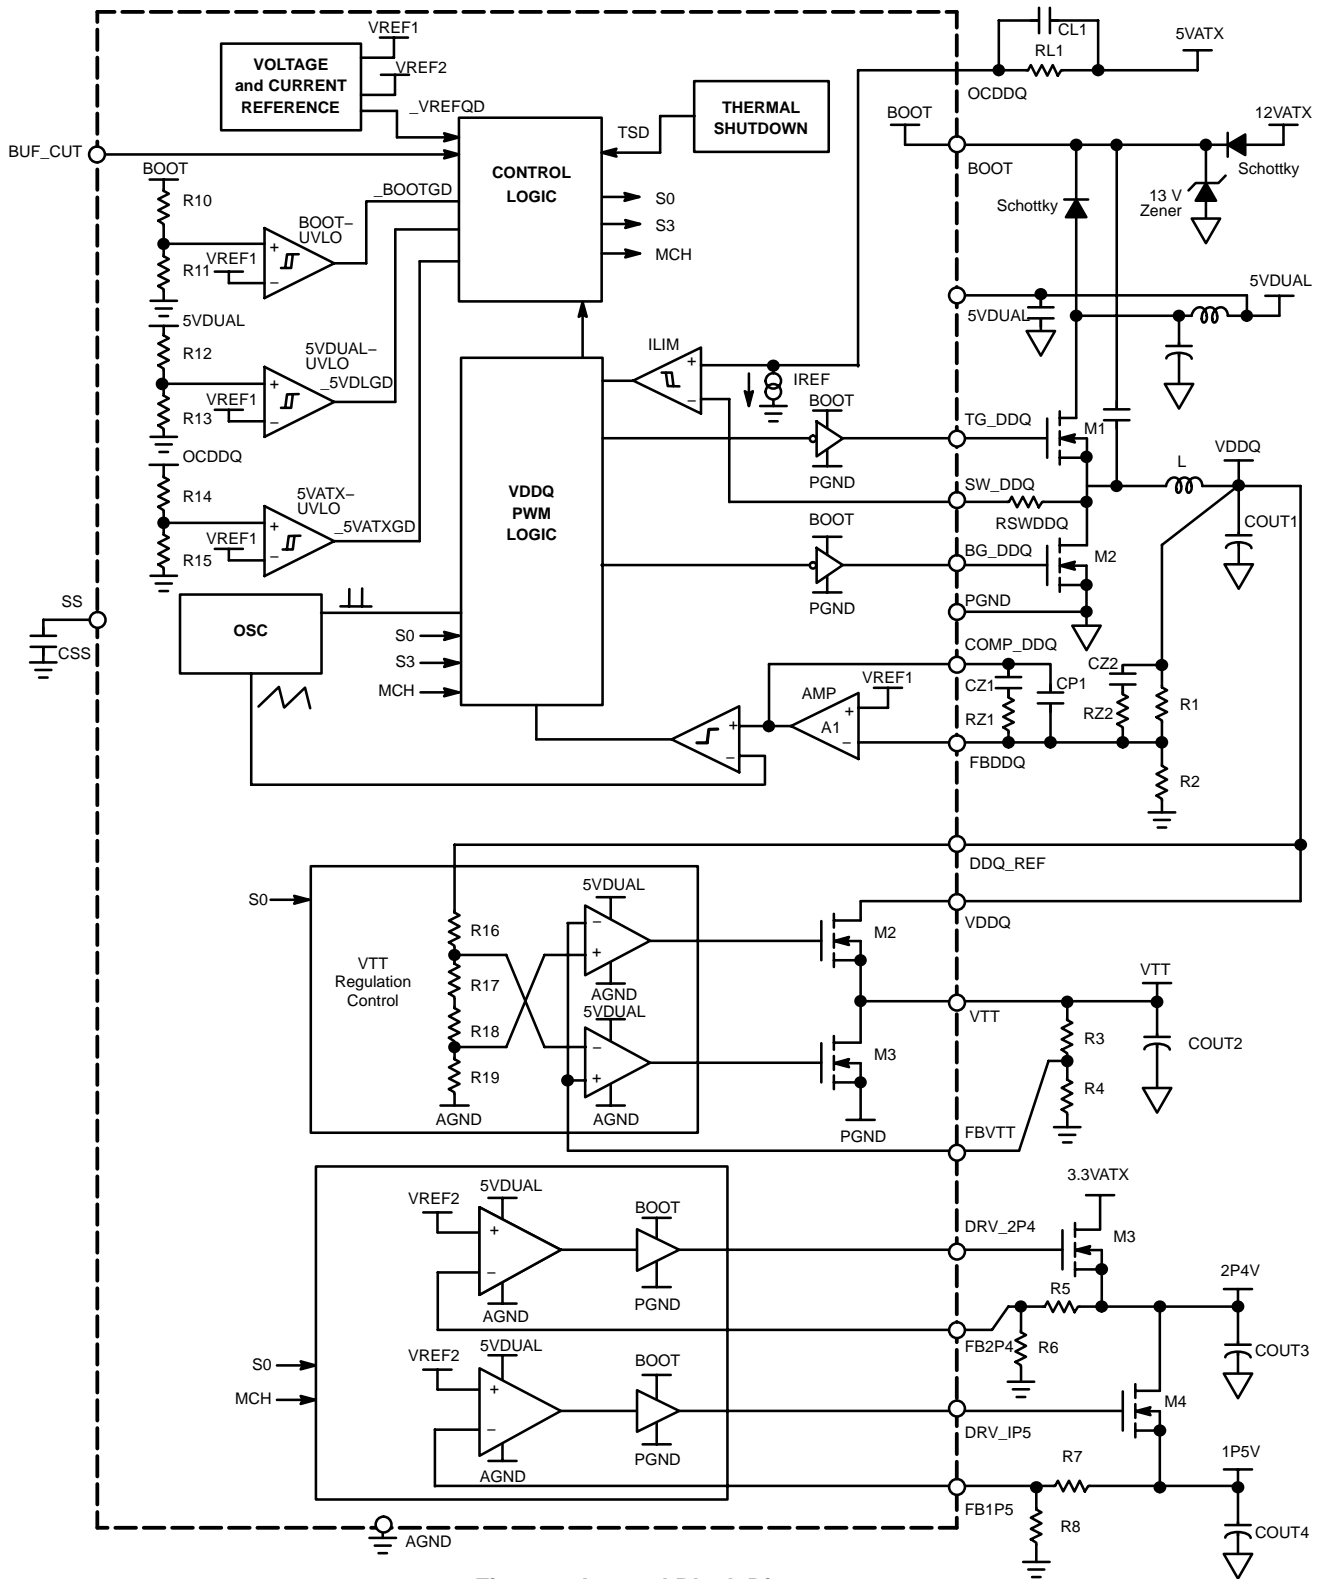 VREF1
VOLTAGE
and CURRENT
REFERENCE
VREF2
_VREFQD
THERMAL
SHUTDOWN
TSD
CONTROL
LOGIC
S0
S3
MCH
BUF_CUT
BOOT
R10
R11
VREF1
BOOT–
UVLO
_BOOTGD
+
−
5VDUAL
R12
R13
VREF1
5VDUAL–
UVLO
_5VDLGD
+
−
OCDDQ
R14
R15
VREF1
5VATX–
UVLO
_5VATXGD
+
−
CL1
RL1
5VATX
OCDDQ
BOOT
BOOT
12VATX
Schottky
13 V
Zener
Schottky
5VDUAL
5VDUAL
ILIM
+
−
IREF
BOOT
PGND
TG_DDQ
M1
VDDQ
L
SW_DDQ
RSWDDQ
COUT1
VDDQ
PWM
LOGIC
BOOT
PGND
BG_DDQ
M2
PGND
SS
CSS
OSC
S0
S3
MCH
COMP_DDQ
VREF1
AMP
A1
+
−
+
−
CZ1
RZ1
CP1
CZ2
RZ2
R1
FBDDQ
R2
DDQ_REF
VDDQ
S0
VTT
Regulation
Control
R16
R17
R18
R19
AGND
5VDUAL
−
+
AGND
5VDUAL
−
+
AGND
M2
M3
PGND
VTT
VTT
R3
R4
COUT2
FBVTT
3.3VATX
VREF2
5VDUAL
+
−
AGND
BOOT
PGND
DRV_2P4
M3
R5
2P4V
FB2P4
R6
COUT3
S0
MCH
VREF2
5VDUAL
+
−
AGND
BOOT
PGND
DRV_IP5
M4
R7
1P5V
FB1P5
R8
COUT4
AGND